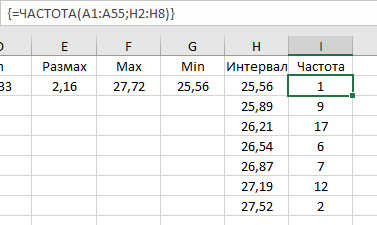 {=ЧАСТОТА(A1:A55;H2:H8)}
E F G H I
Размах Max Min Интервал Частота
33 2,16 27,72 25,56 25,56 1
25,89 9
26,21 17
26,54 6
26,87 7
27,19 12
27,52 2